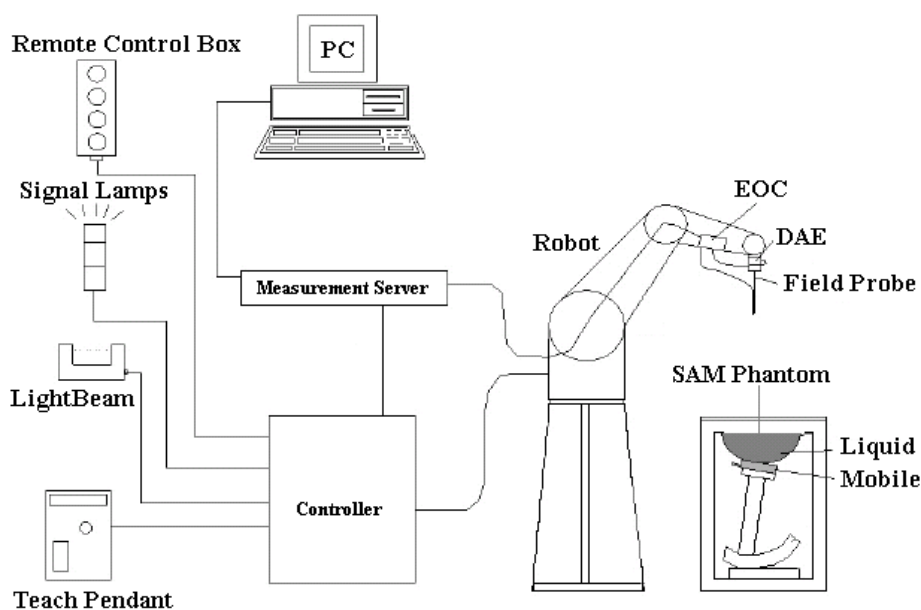 Remote Control Box
PC
Signal Lamps
EOC
Robot
DAE
Measurement Server
Field Probe
LightBeam
SAM Phantom
Liquid
Mobile
Controller
Teach Pendant